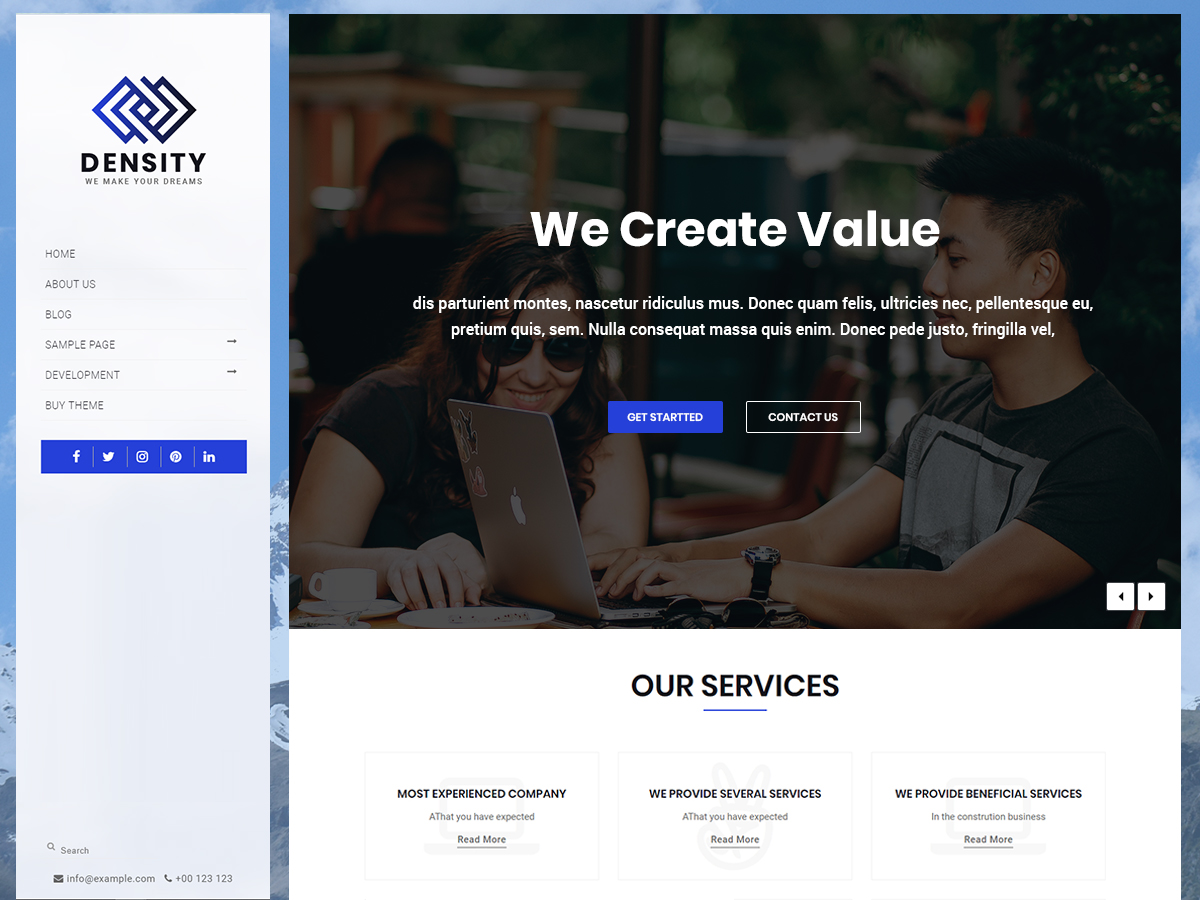 DENSITY
WE MAKE YOUR DREAMS
HOME
ABOUT US
BLOG
SAMPLE PAGE
DEVELOPMENT
BUY THEME
Search
info@example.com +00 123 123
We Create Value
dis parturient montes, nascetur ridiculus mus. Donec quam felis, ultricies nec, pellentesque eu,
pretium quis, sem. Nulla consequat massa quis enim. Donec pede justo, fringilla vel,
GET STARTTED CONTACT US
OUR SERVICES
MOST EXPERIENCED COMPANY
AThat you have expected
Read More
WE PROVIDE SEVERAL SERVICES
AThat you have expected
Read More
WE PROVIDE BENEFICIAL SERVICES
In the constrution business
Read More